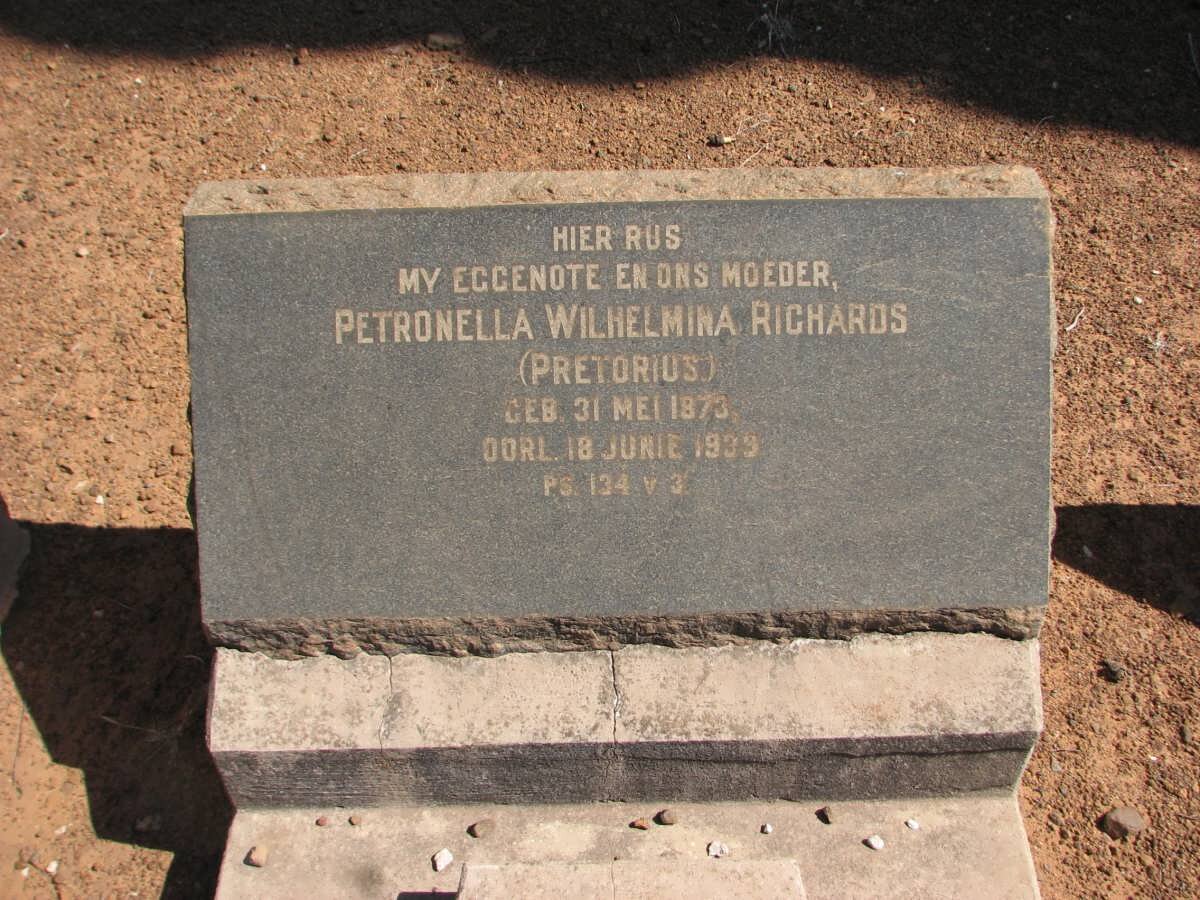 HIER RUS
MY EGGENOTE EN ONS MOEDER,
PETRONELLA WILHELMINA RICHARDS
(PRETORIUS)
GEB. 31 MEI 1873,
OORL. 18 JUNIE 1939
PS. 134 V 3.